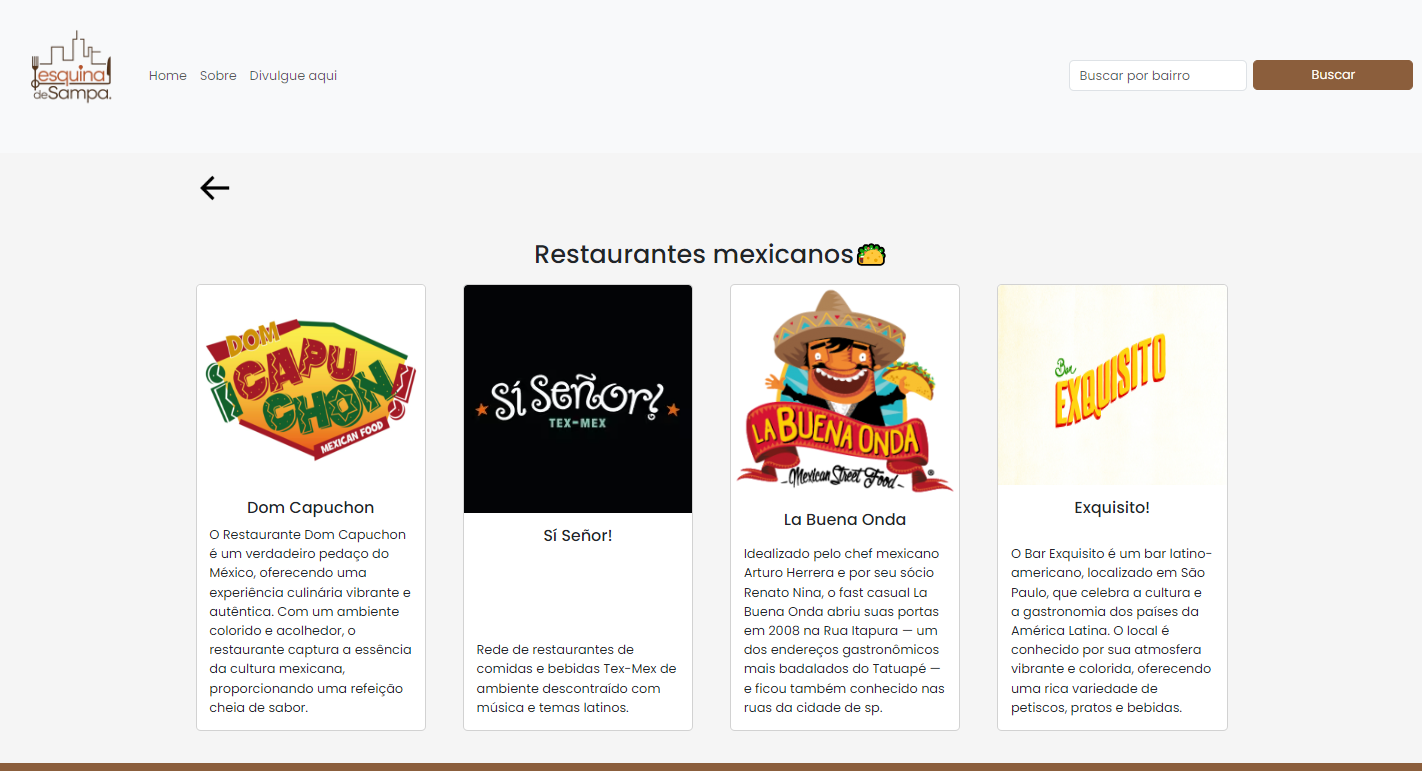 esquina
deSampa.
Home Sobre Divulgue aqui
Buscar por bairro
Buscar
Restaurantes mexicanos
DOM
¡CAPU
CHON!
MEXICAN FOOD
Dom Capuchon
O Restaurante Dom Capuchon
é um verdadeiro pedaço do
México, oferecendo uma
experiência culinária vibrante e
autêntica. Com um ambiente
colorido e acolhedor, o
restaurante captura a essência
da cultura mexicana,
proporcionando uma refeição
cheia de sabor.
Sí Señor!
TEX-MEX
Sí Señor!
Rede de restaurantes de
comidas e bebidas Tex-Mex de
ambiente descontraído com
música e temas latinos.
LA BUENA ONDA
®
Mexican Street Food
La Buena Onda
Idealizado pelo chef mexicano
Arturo Herrera e por seu sócio
Renato Nina, o fast casual La
Buena Onda abriu suas portas
em 2008 na Rua Itapura — um
dos endereços gastronômicos
mais badalados do Tatuapé —
e ficou também conhecido nas
ruas da cidade de sp.
Bar
EXQUISITO
Exquisito!
O Bar Exquisito é um bar latino-
americano, localizado em São
Paulo, que celebra a cultura e
a gastronomia dos países da
América Latina. O local é
conhecido por sua atmosfera
vibrante e colorida, oferecendo
uma rica variedade de
petiscos, pratos e bebidas.